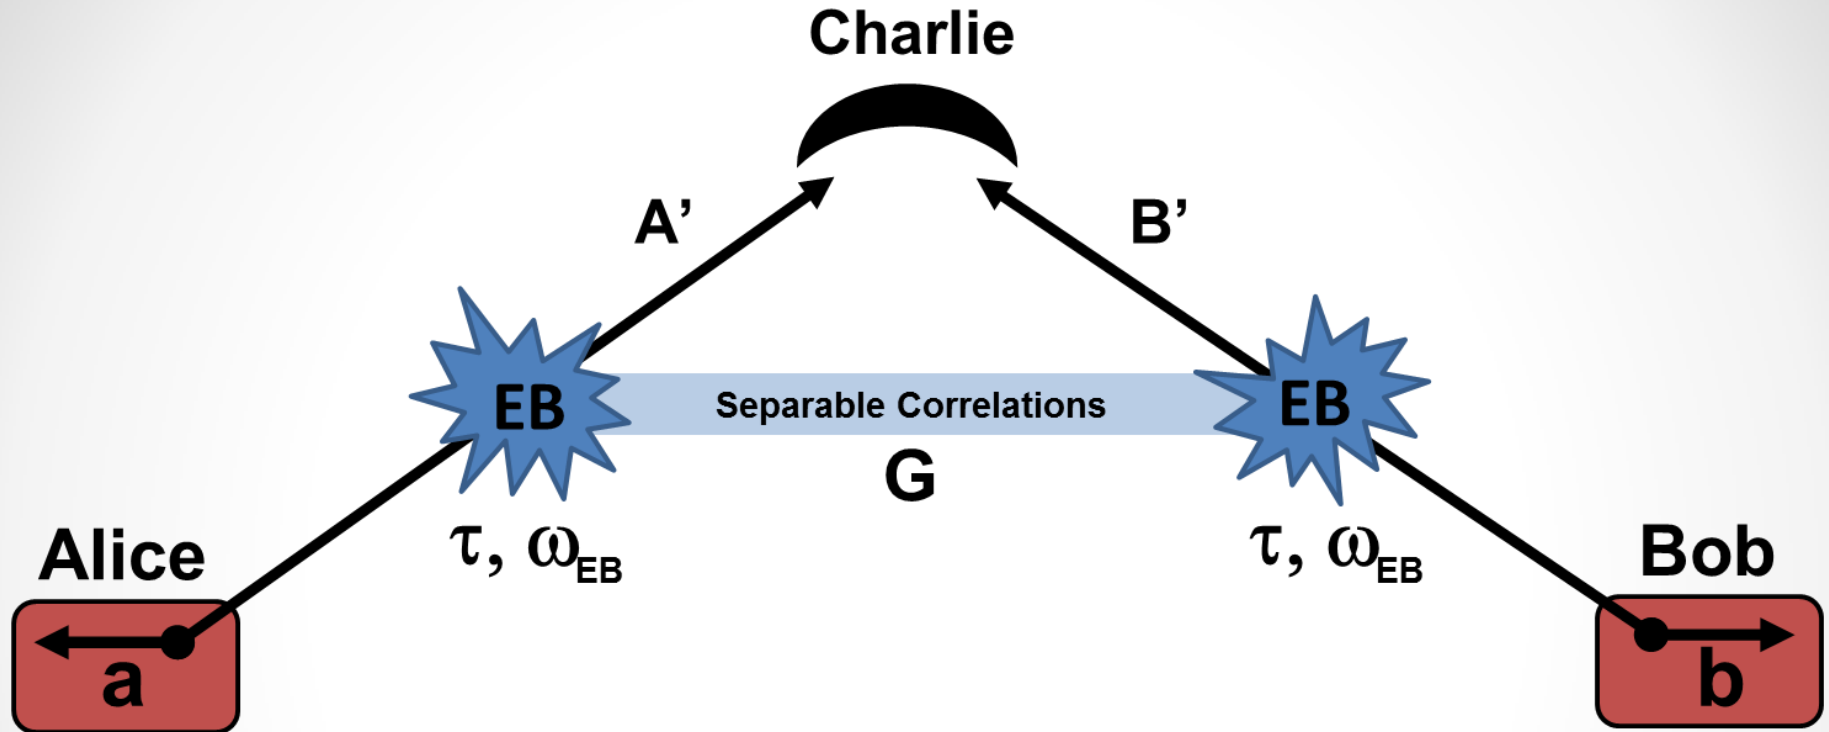 Charlie
A’
B’
EB
Separable Correlations
EB
G
τ, ωEB
τ, ωEB
Alice
Bob
a
b